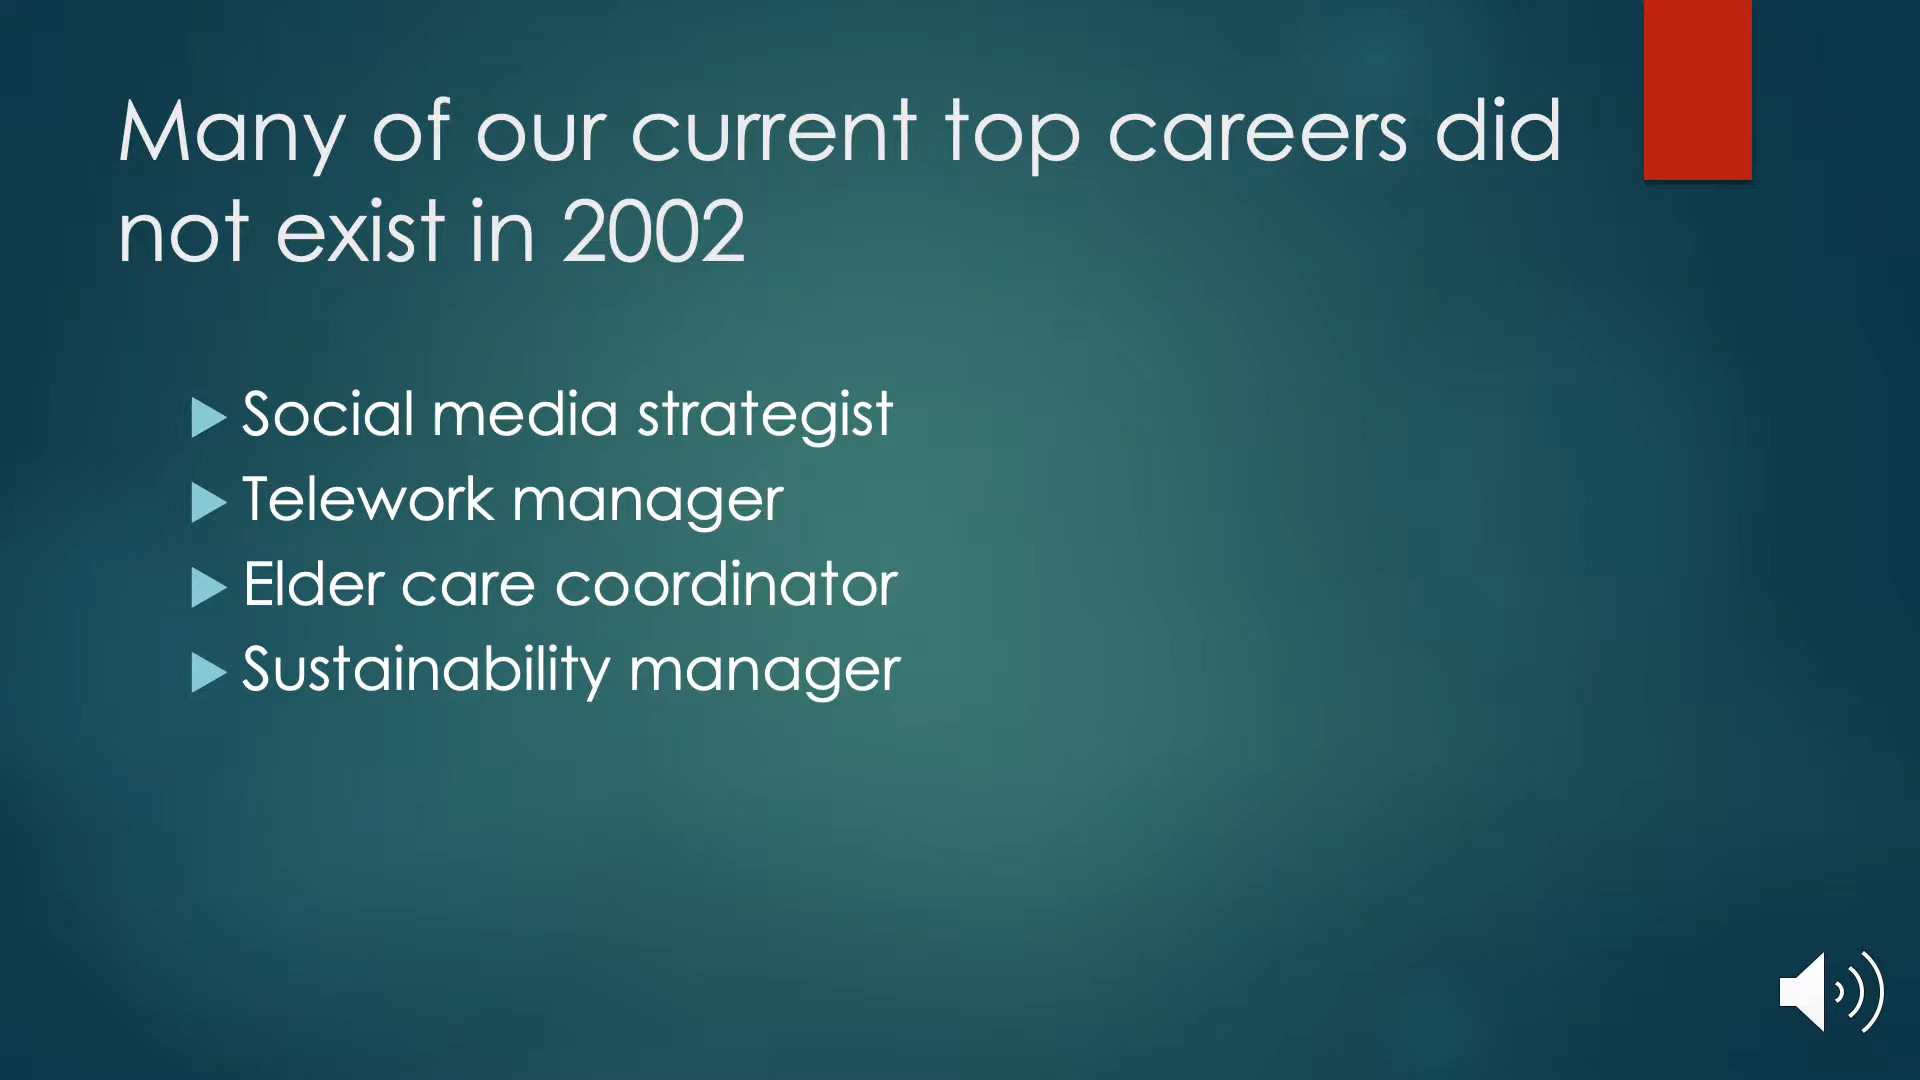 Many of our current top careers did
not exist in 2002
Social media strategist
Telework manager
Elder care coordinator
Sustainability manager